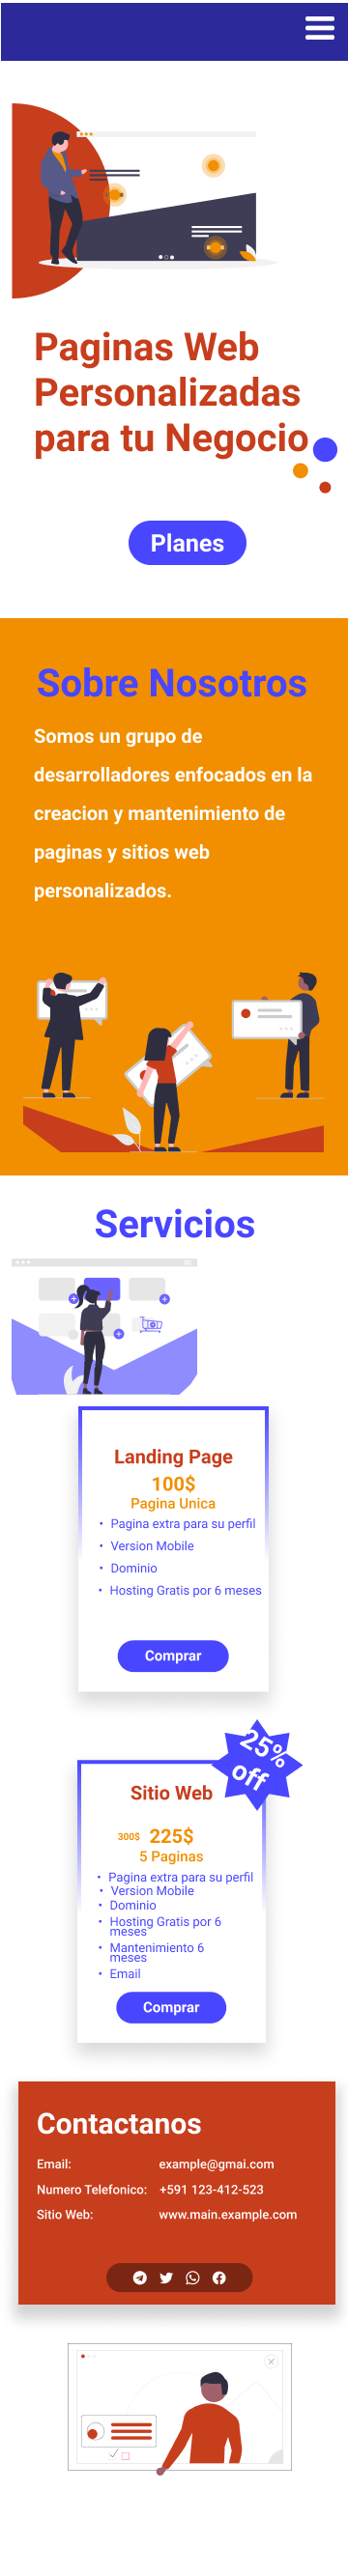 Paginas Web
Personalizadas
para tu Negocio
Planes
Sobre Nosotros
Somos un grupo de
desarrolladores enfocados en la
creacion y mantenimiento de
paginas y sitios web
personalizados.
Servicios
Landing Page
100$
Pagina Unica
• Pagina extra para su perfil
• Version Mobile
• Dominio
• Hosting Gratis por 6 meses
Comprar
25%
off
Sitio Web
300$ 225$
5 Paginas
• Pagina extra para su perfil
• Version Mobile
• Dominio
• Hosting Gratis por 6
meses
• Mantenimiento 6
meses
• Email
Comprar
Contactanos
Email: example@gmai.com
Numero Telefonico: +591 123-412-523
Sitio Web: www.main.example.com